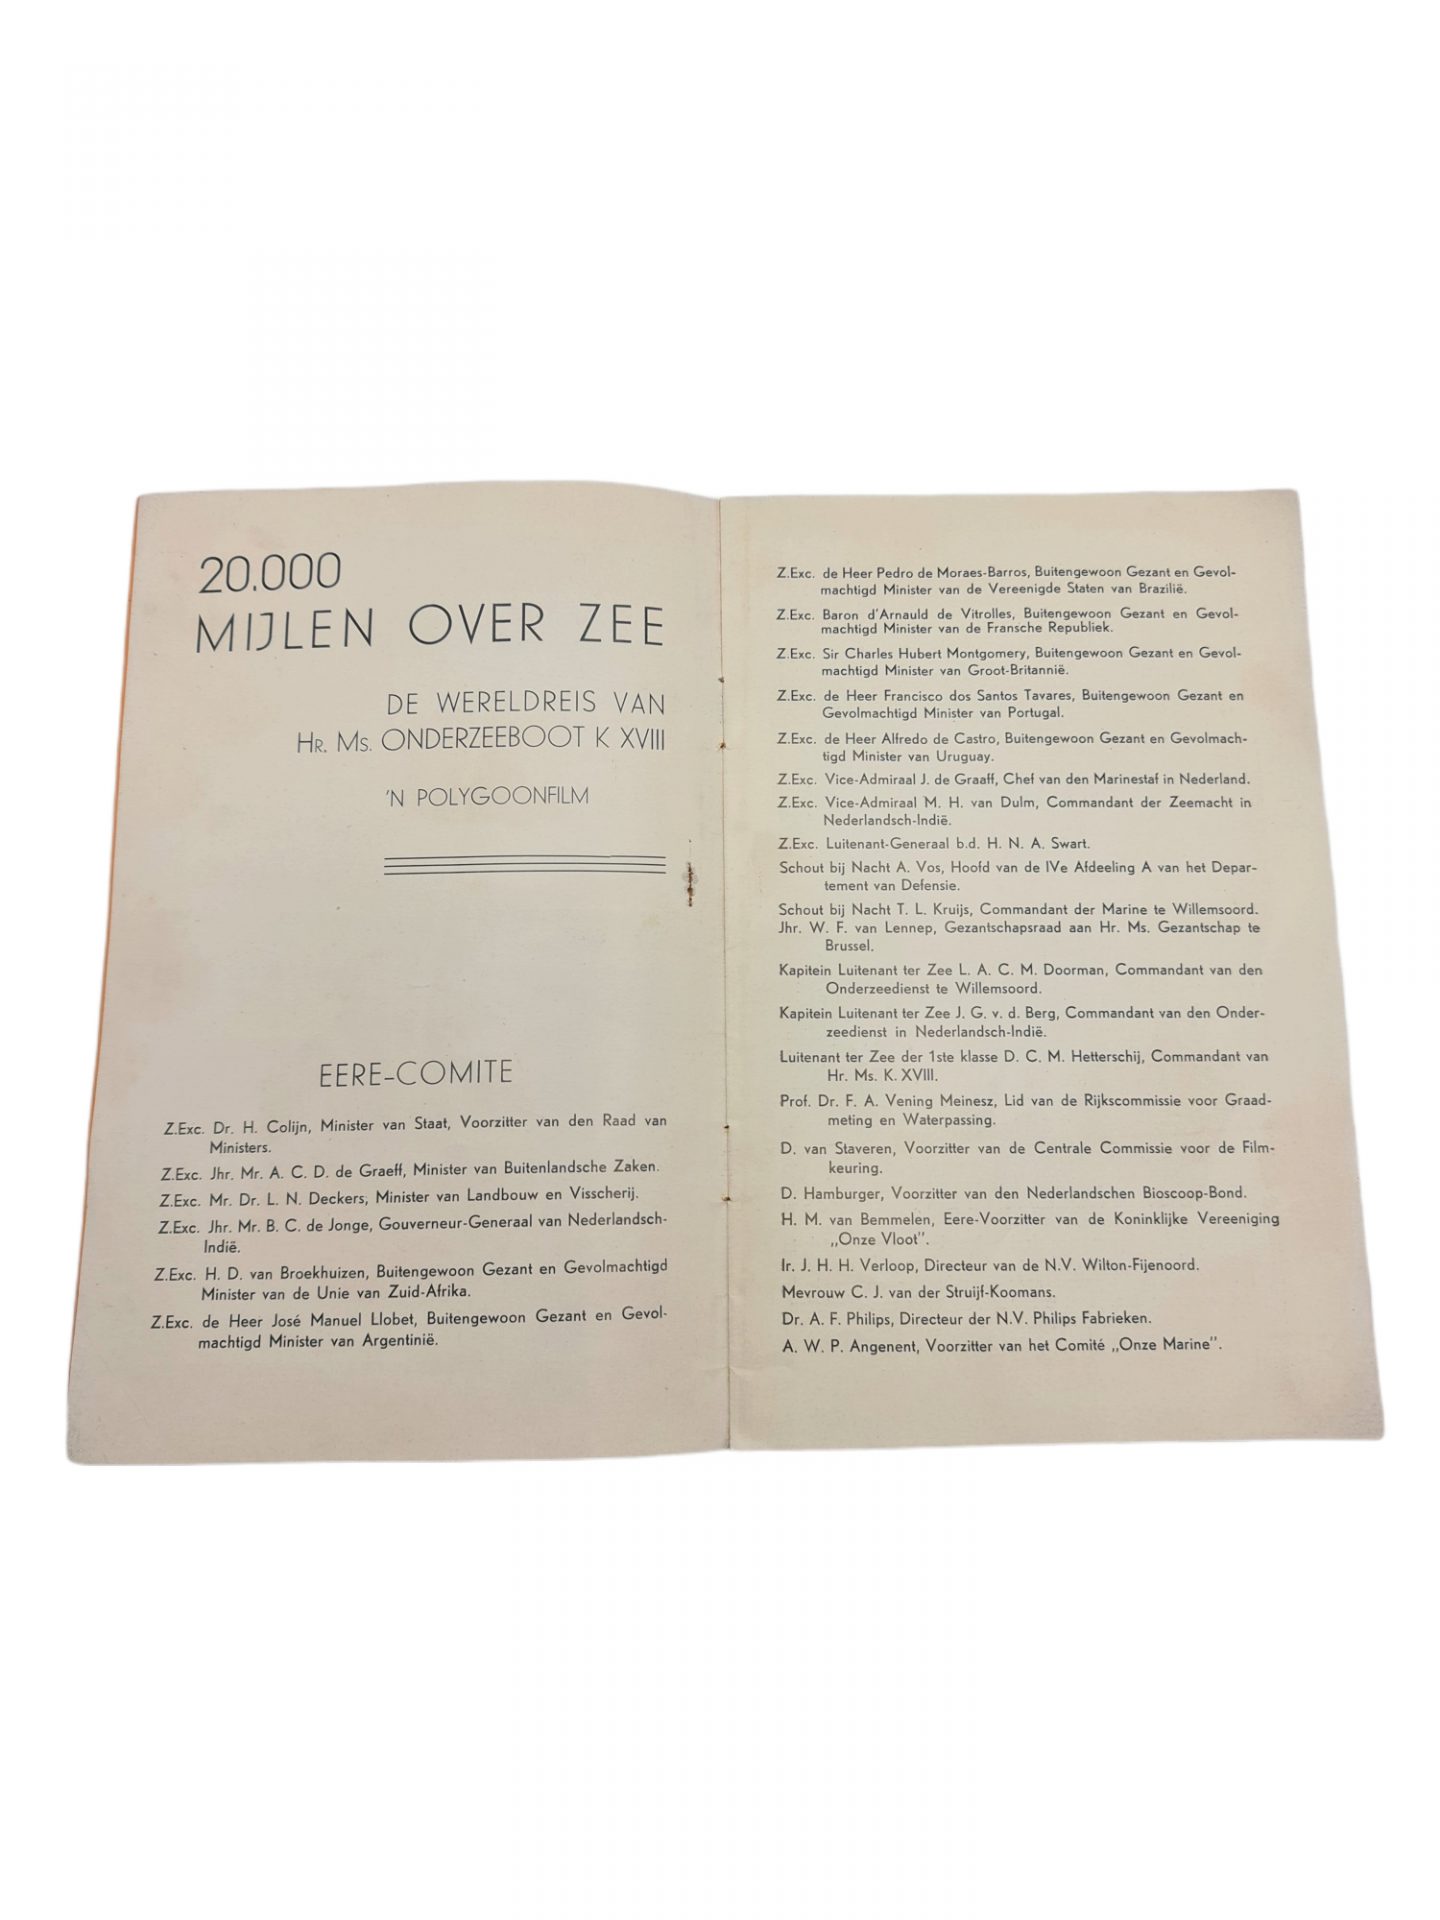 20.000
MIJLEN OVER ZEE
DE WERELDREIS VAN
Hr. Ms. ONDERZEEBOOT K XVIII
'N POLYGOONFILM
EERE-COMITE
Z.Exc. Dr. H. Colijn, Minister van Staat, Voorzitter van den Raad van
Ministers.
Z.Exc. Jhr. Mr. A. C. D. de Graeff, Minister van Buitenlandsche Zaken.
Z.Exc. Mr. Dr. L. N. Deckers, Minister van Landbouw en Visscherij.
Z.Exc. Jhr. Mr. B. C. de Jonge, Gouverneur-Generaal van Nederlandsch-
Indië.
Z.Exc. H. D. van Broekhuizen, Buitengewoon Gezant en Gevolmachtigd
Minister van de Unie van Zuid-Afrika.
Z.Exc. de Heer José Manuel Llobet, Buitengewoon Gezant en Gevol-
machtigd Minister van Argentinië.
Z.Exc. de Heer Pedro de Moraes-Barros, Buitengewoon Gezant en Gevol-
machtigd Minister van de Vereenigde Staten van Brazilië.
Z.Exc. Baron d'Arnauld de Vitrolles, Buitengewoon Gezant en Gevol-
machtigd Minister van de Fransche Republiek.
Z.Exc. Sir Charles Hubert Montgomery, Buitengewoon Gezant en Gevol-
machtigd Minister van Groot-Britannië.
Z.Exc. de Heer Francisco dos Santos Tavares, Buitengewoon Gezant en
Gevolmachtigd Minister van Portugal.
Z.Exc. de Heer Alfredo de Castro, Buitengewoon Gezant en Gevolmach-
tigd Minister van Uruguay.
Z.Exc. Vice-Admiraal J. de Graaff, Chef van den Marinestaf in Nederland.
Z.Exc. Vice-Admiraal M. H. van Dulm, Commandant der Zeemacht in
Nederlandsch-Indië.
Z.Exc. Luitenant-Generaal b.d. H. N. A. Swart.
Schout bij Nacht A. Vos, Hoofd van de IVe Afdeeling A van het Depar-
tement van Defensie.
Schout bij Nacht T. L. Kruijs, Commandant der Marine te Willemsoord.
Jhr. W. F. van Lennep, Gezantschapsraad aan Hr. Ms. Gezantschap te
Brussel.
Kapitein Luitenant ter Zee L. A. C. M. Doorman, Commandant van den
Onderzeedienst te Willemsoord.
Kapitein Luitenant ter Zee J. G. v. d. Berg, Commandant van den Onder-
zeedienst in Nederlandsch-Indië.
Luitenant ter Zee der 1ste klasse D. C. M. Hetterschij, Commandant van
Hr. Ms. K. XVIII.
Prof. Dr. F. A. Vening Meinesz, Lid van de Rijkscommissie voor Graad-
meting en Waterpassing.
D. van Staveren, Voorzitter van de Centrale Commissie voor de Film-
keuring.
D. Hamburger, Voorzitter van den Nederlandschen Bioscoop-Bond.
H. M. van Bemmelen, Eere-Voorzitter van de Koninklijke Vereeniging
„Onze Vloot".
Ir. J. H. H. Verloop, Directeur van de N.V. Wilton-Fijenoord.
Mevrouw C. J. van der Struijf-Koomans.
Dr. A. F. Philips, Directeur der N.V. Philips Fabrieken.
A. W. P. Angenent, Voorzitter van het Comité „Onze Marine".